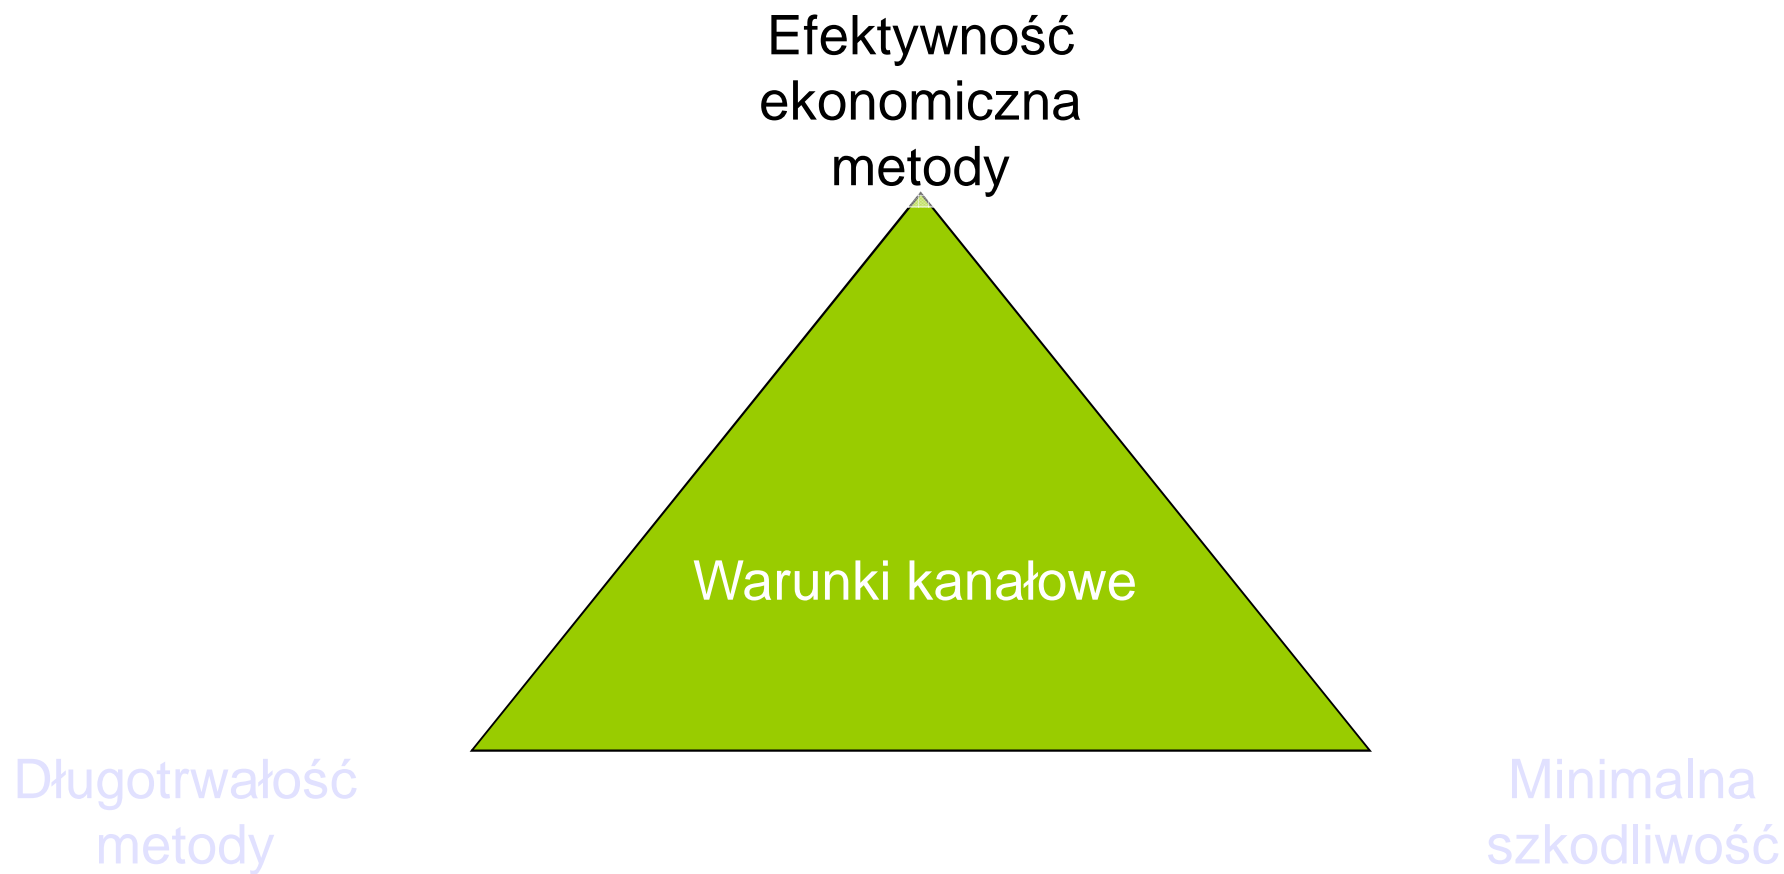 Efektywność
ekonomiczna
metody
Warunki kanałowe
Długotrwałość
metody
Minimalna
szkodliwość